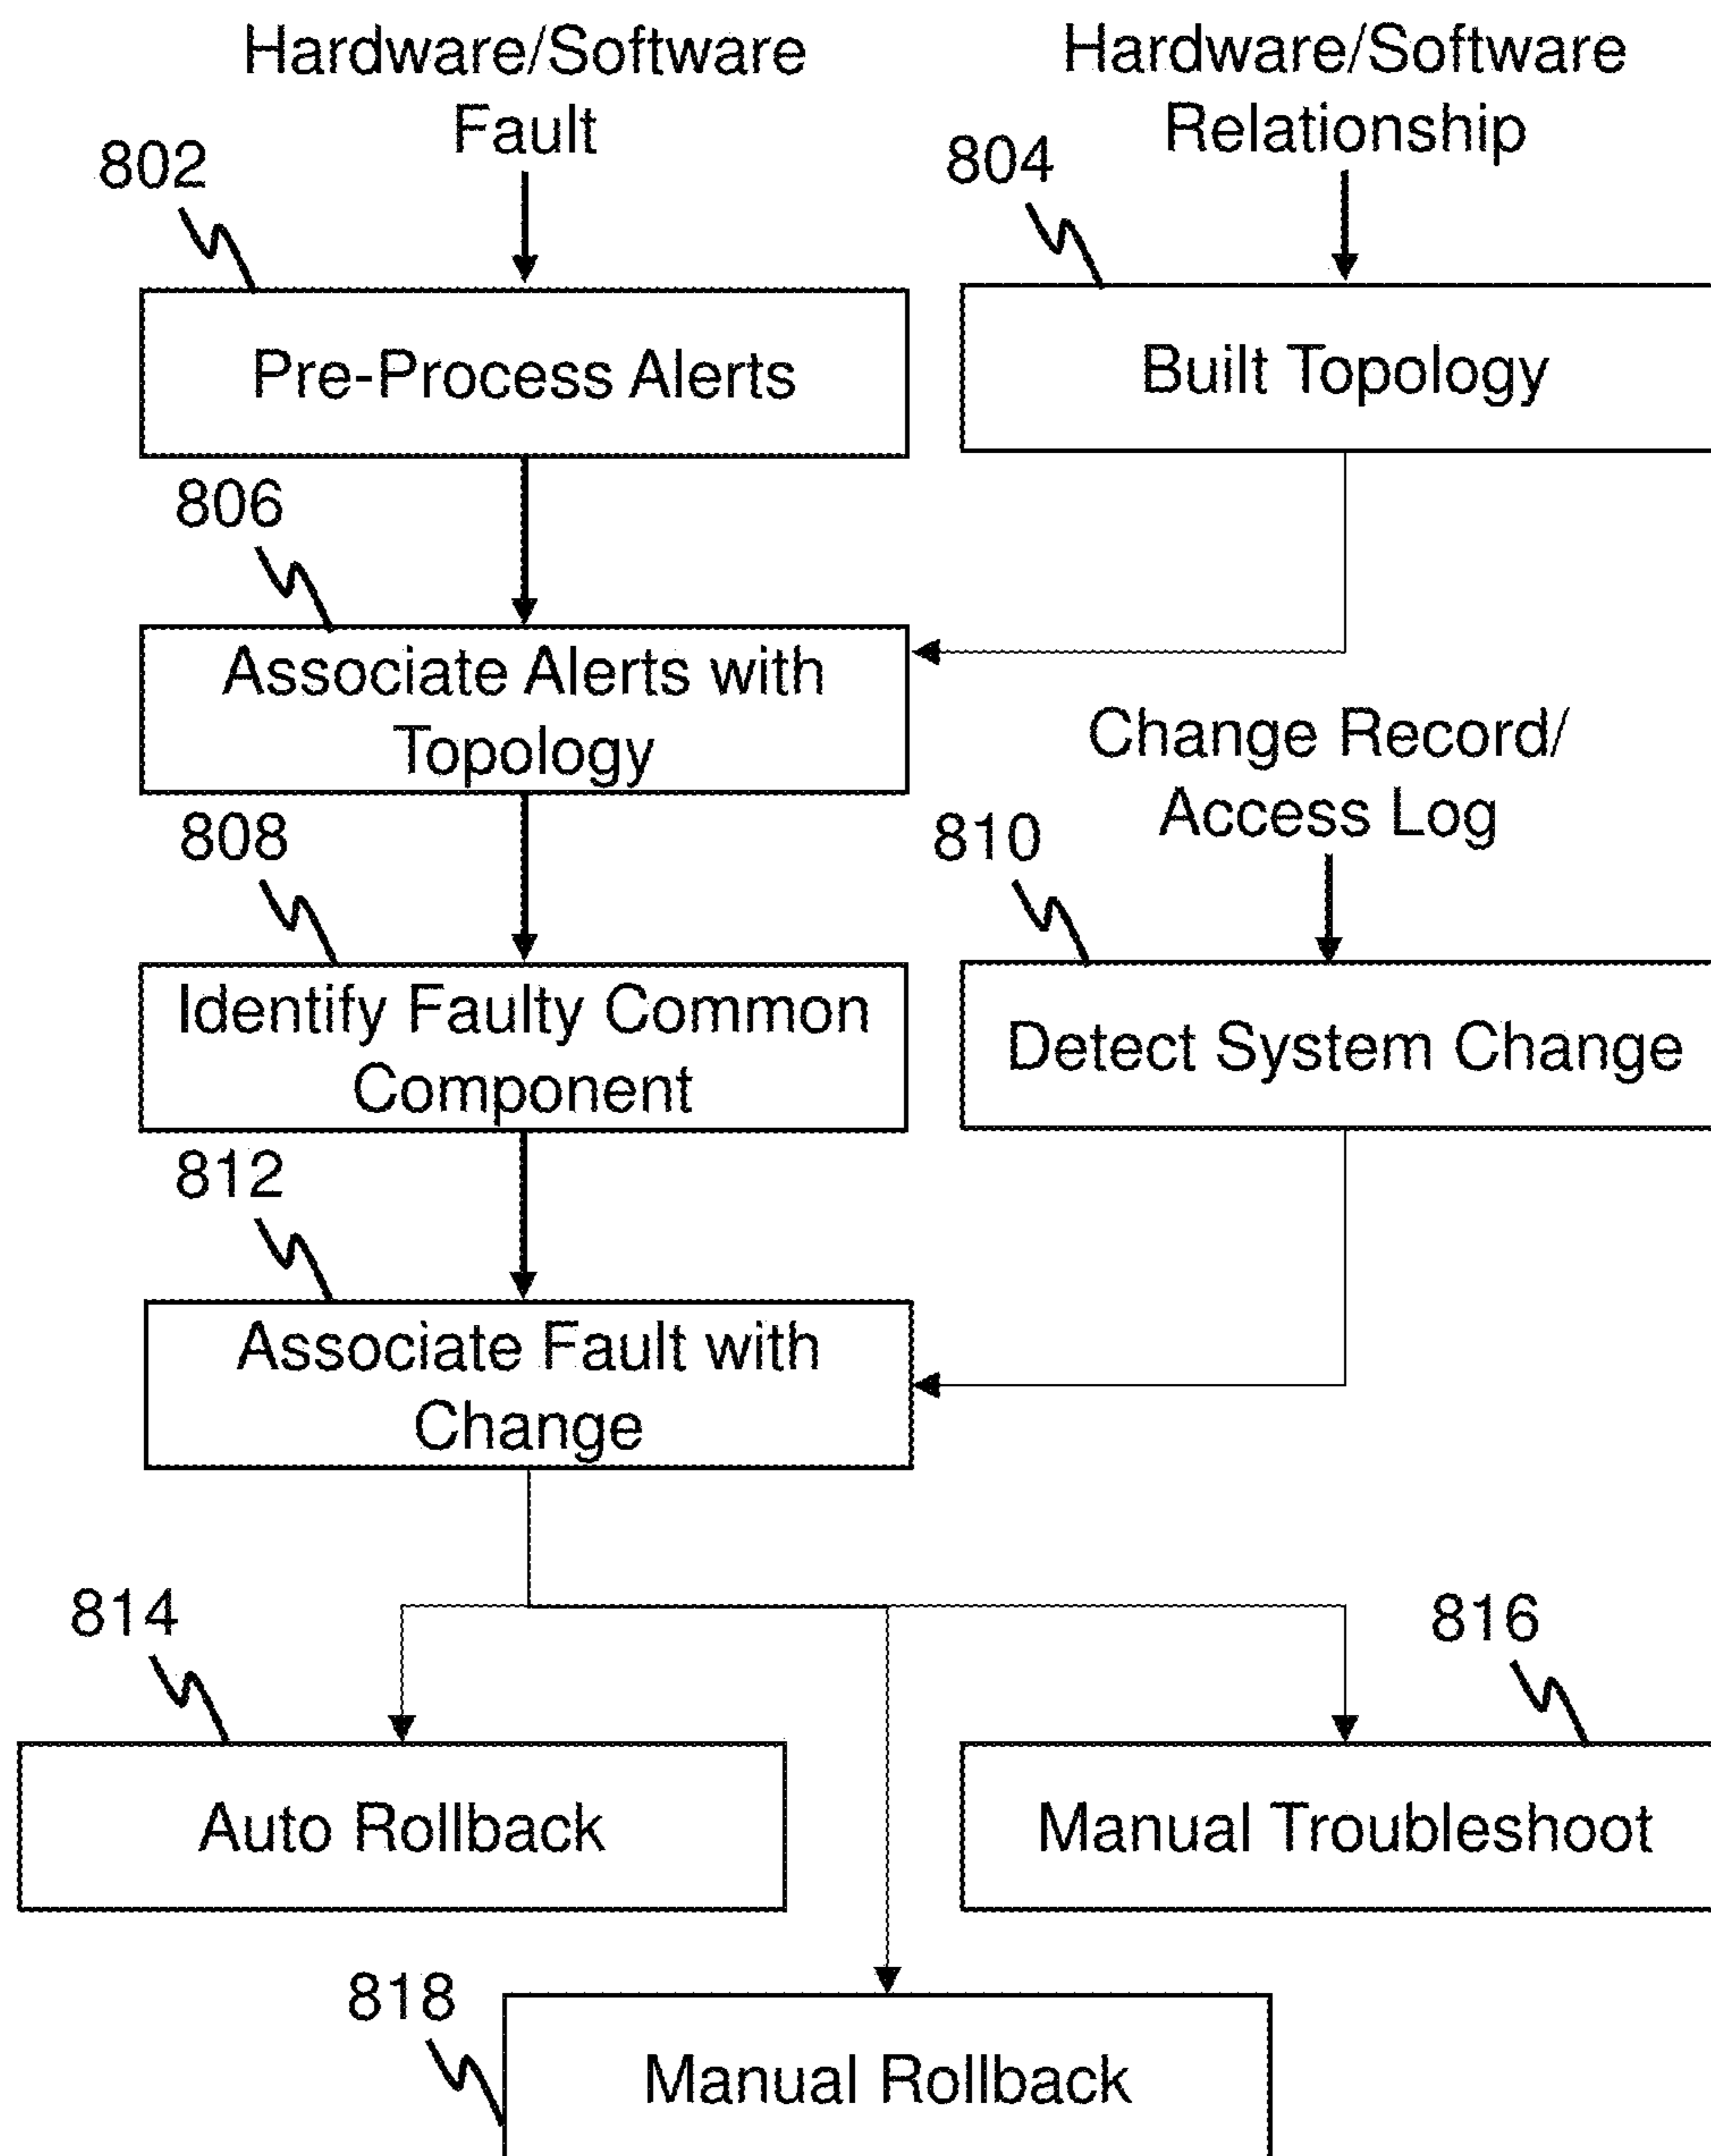 Hardware/Software
Fault
Hardware/Software
Relationship
802
804
Pre-Process Alerts
Built Topology
806
Associate Alerts with
Topology
Change Record/
Access Log
808
810
Identify Faulty Common
Component
Detect System Change
812
Associate Fault with
Change
814
816
Auto Rollback
Manual Troubleshoot
818
Manual Rollback